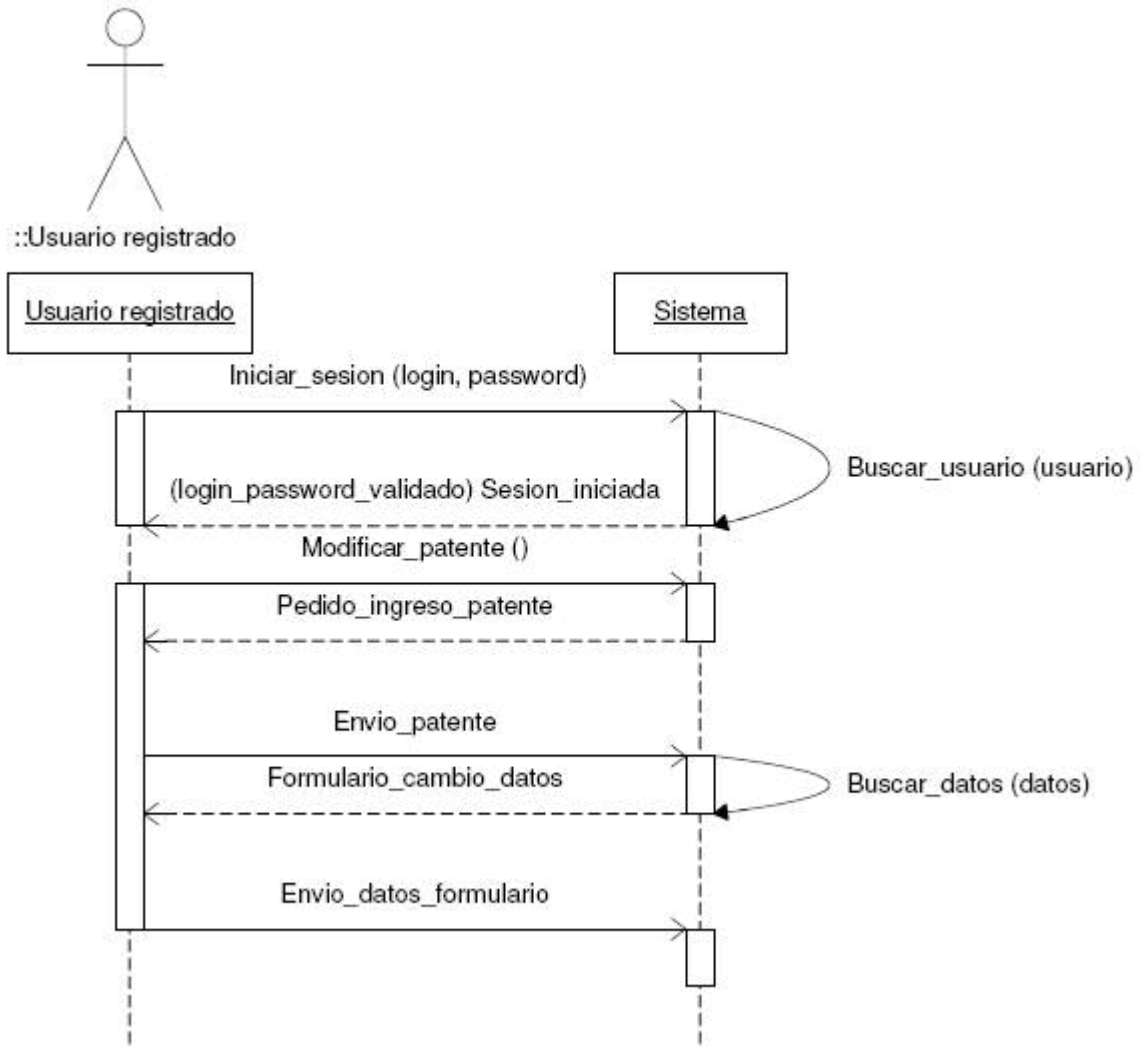 ::Usuario registrado
Usuario registrado
Sistema
Iniciar_sesion (login, password)
Buscar_usuario (usuario)
(login_password_validado) Sesion_iniciada
Modificar_patente ()
Pedido_ingreso_patente
Envio_patente
Formulario_cambio_datos
Buscar_datos (datos)
Envio_datos_formulario